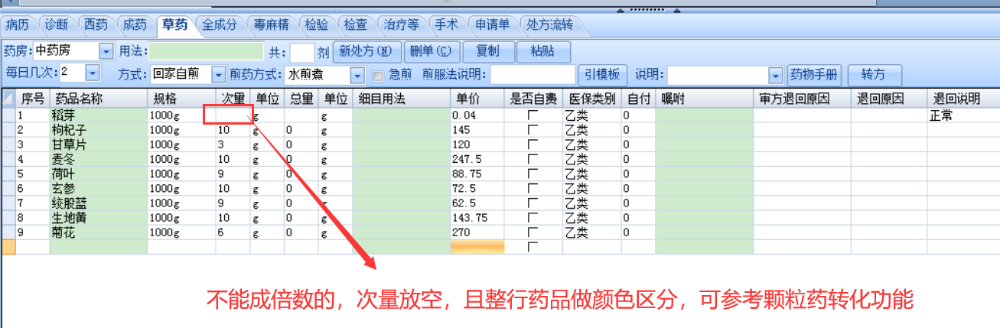 病历 诊断 西药 成药 草药 全成分 毒麻精 检验 检查 治疗等 手术 申请单 处方流转
药房: 中药房 用法: 共: 剂 新处方(N) 删单(C) 复制 粘贴
每日几次: 2 方式: 回家自煎 煎药方式: 水煎煮 急煎 煎服法说明: 引模板 说明: 药物手册 转方
序号 药品名称 规格 次量 单位 总量 单位 细目用法 单价 是否自费 医保类别 自付 嘱咐 审方退回原因 退回原因 退回说明
1 稻芽 1000g g g 0.04 乙类 0 正常
2 枸杞子 1000g 10 g 0 g 145 乙类 0
3 甘草片 1000g 3 g 0 g 120 乙类 0
4 麦冬 1000g 10 g 0 g 247.5 乙类 0
5 荷叶 1000g 9 g 0 g 88.75 乙类 0
6 玄参 1000g 10 g 0 g 72.5 乙类 0
7 绞股蓝 1000g 9 g 0 g 62.5 乙类 0
8 生地黄 1000g 10 g 0 g 143.75 乙类 0
9 菊花 1000g 6 g 0 g 270 乙类 0
不能成倍数的，次量放空，且整行药品做颜色区分，可参考颗粒药转化功能